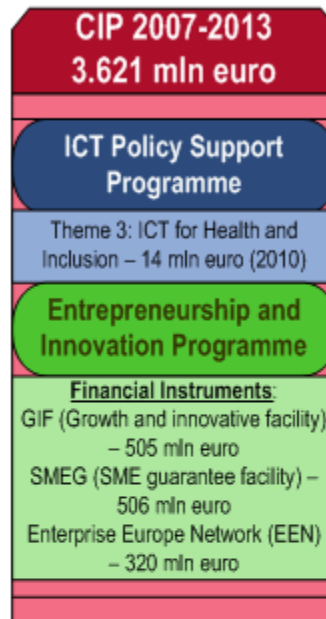 CIP 2007-2013
3.621 mln euro
ICT Policy Support
Programme
Theme 3: ICT for Health and
Inclusion – 14 mln euro (2010)
Entrepreneurship and
Innovation Programme
Financial Instruments:
GIF (Growth and innovative facility)
– 505 mln euro
SMEG (SME guarantee facility) –
506 mln euro
Enterprise Europe Network (EEN)
– 320 mln euro